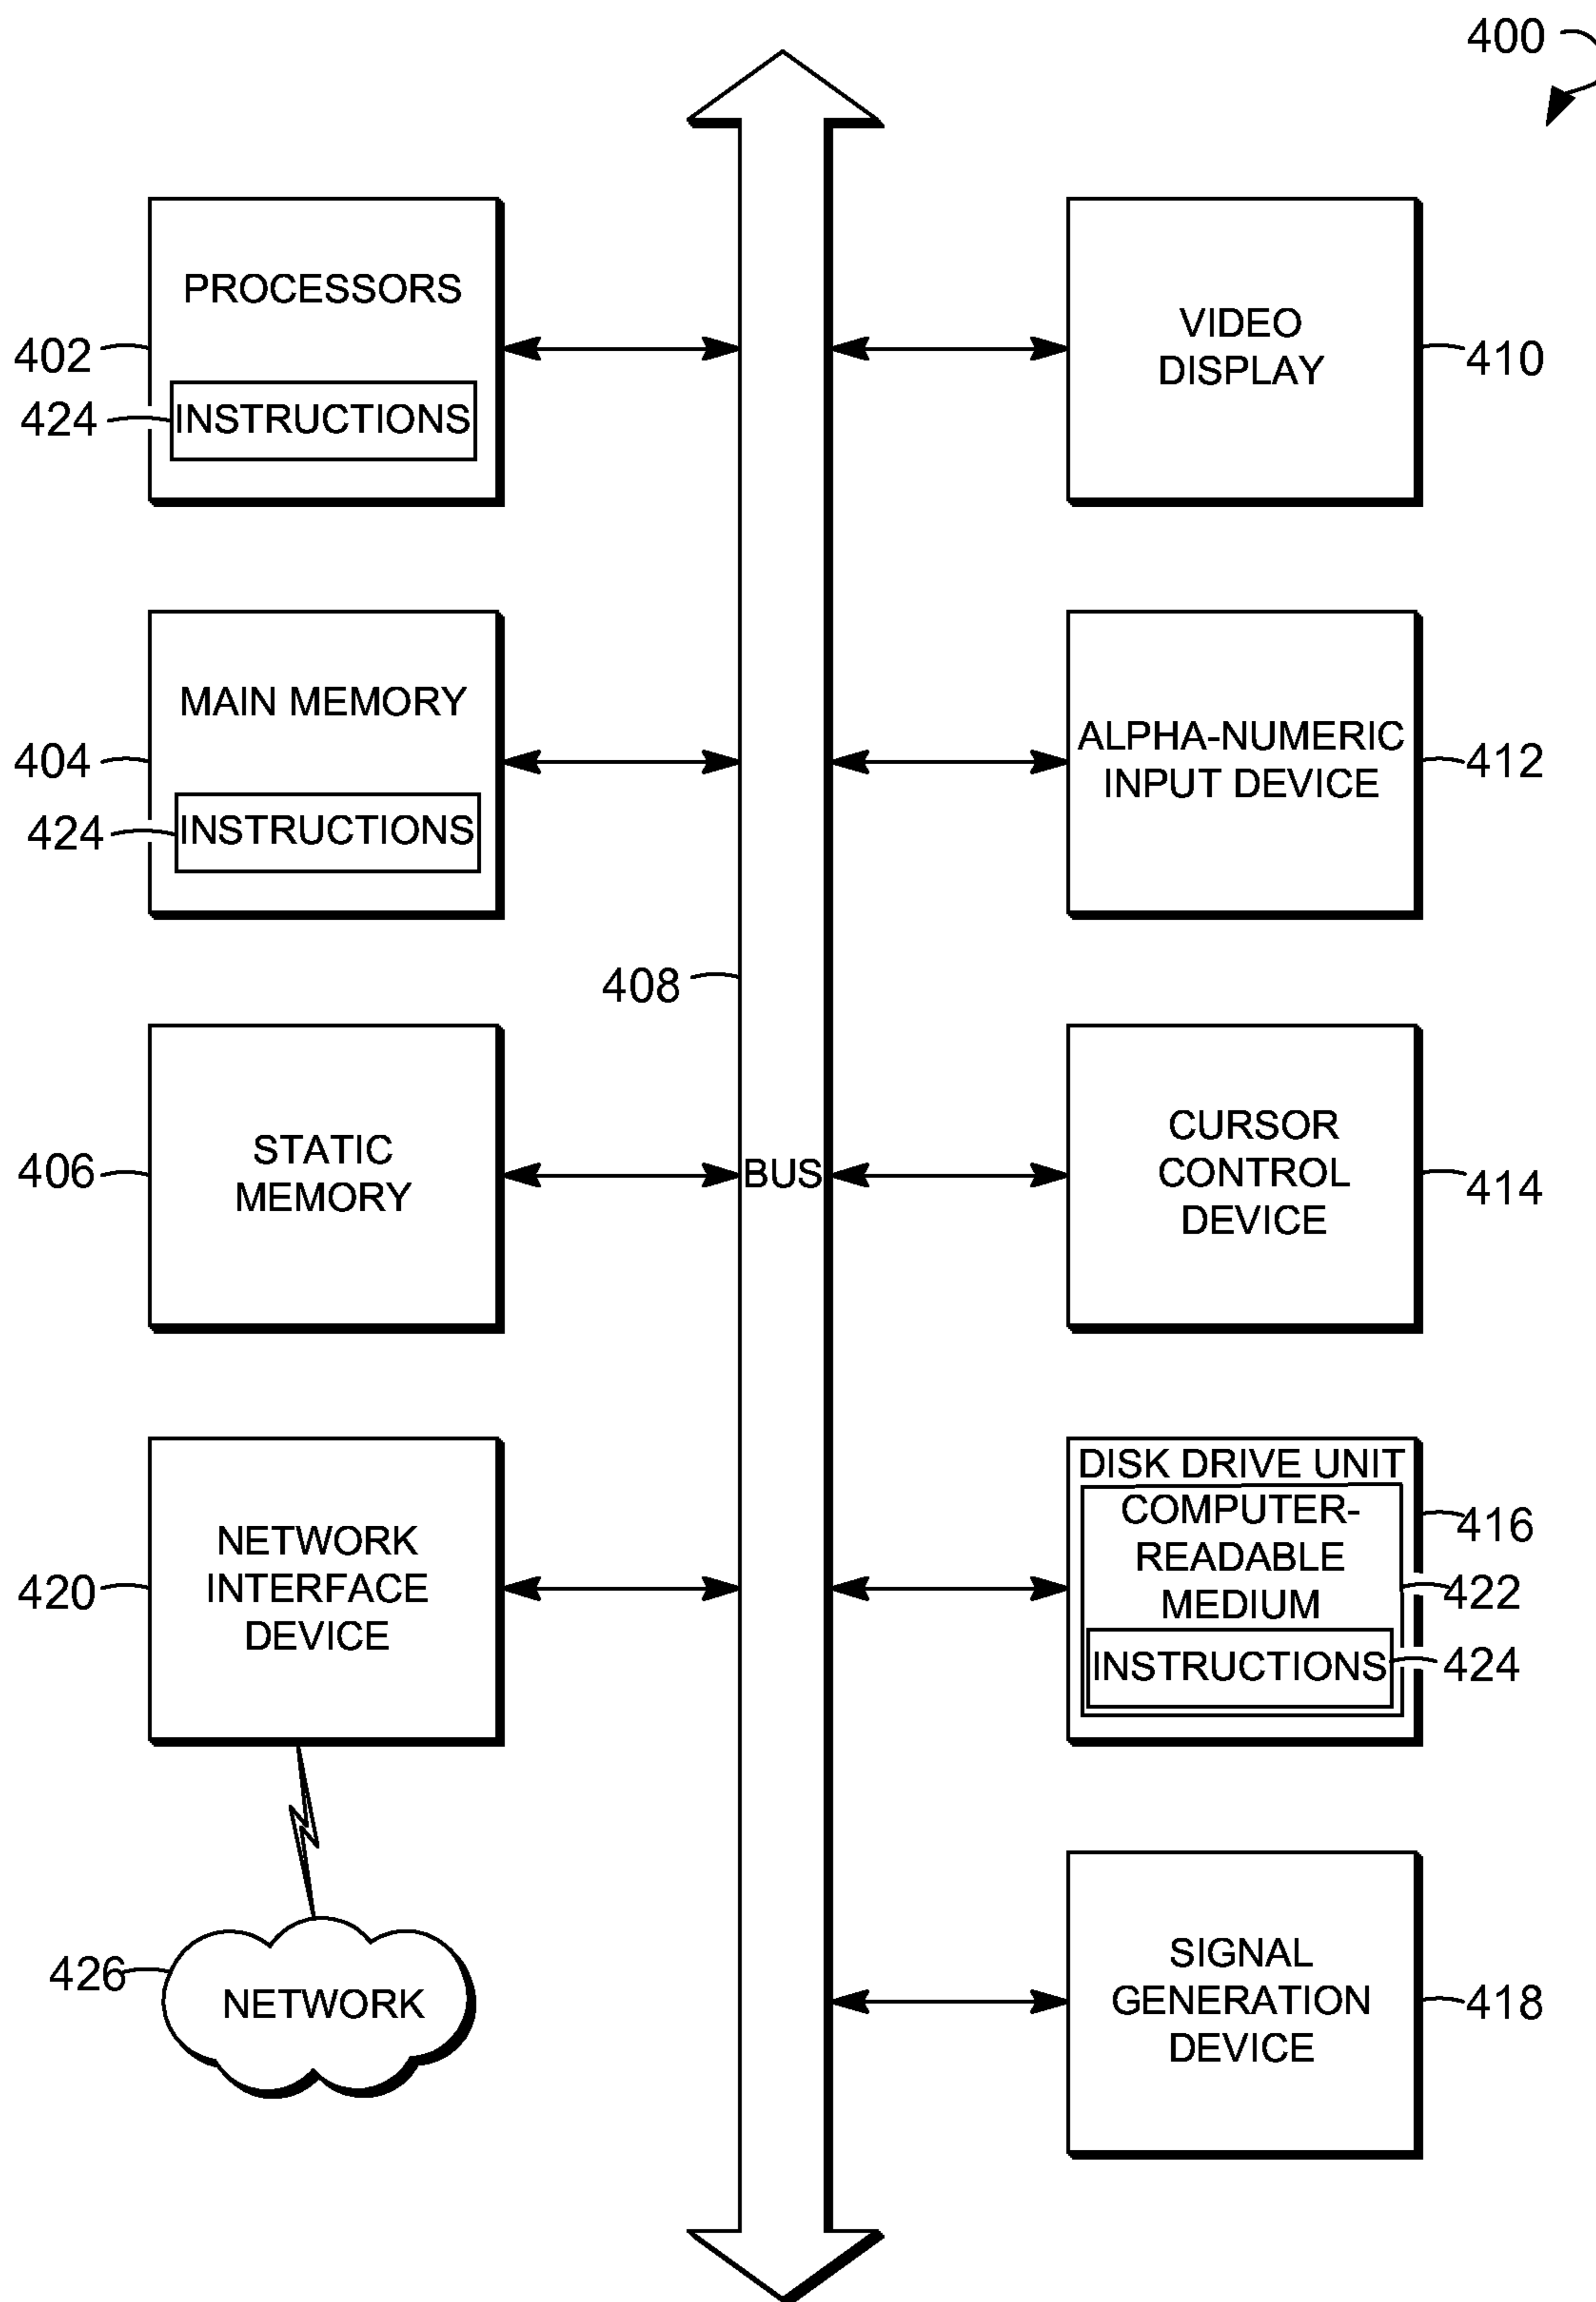 400
PROCESSORS
402
424
INSTRUCTIONS
VIDEO
DISPLAY
410
MAIN MEMORY
404
424
INSTRUCTIONS
ALPHA-NUMERIC
INPUT DEVICE
412
408
STATIC
MEMORY
406
BUS
CURSOR
CONTROL
DEVICE
414
NETWORK
INTERFACE
DEVICE
420
DISK DRIVE UNIT
COMPUTER-
READABLE
MEDIUM
INSTRUCTIONS
416
422
424
426
NETWORK
SIGNAL
GENERATION
DEVICE
418